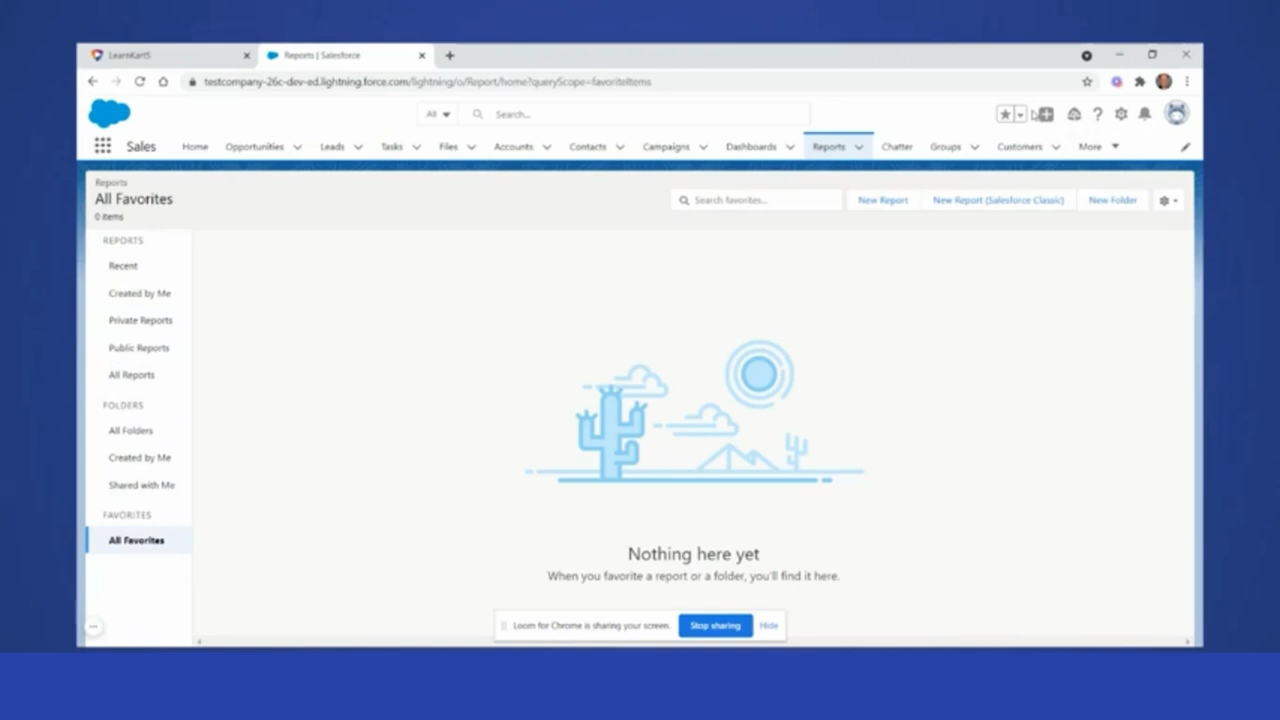 LearnKartS
Reports | Salesforce
testcompany-26c-dev-ed.lightning.force.com/lightning/o/Report/home?queryScope=favoriteItems
All
Search...
Sales Home Opportunities Leads Tasks Files Accounts Contacts Campaigns Dashboards Reports Chatter Groups Customers More
Reports
All Favorites
0 items
Search favorites...
New Report
New Report (Salesforce Classic)
New Folder
REPORTS
Recent
Created by Me
Private Reports
Public Reports
All Reports
FOLDERS
All Folders
Created by Me
Shared with Me
FAVORITES
All Favorites
Nothing here yet
When you favorite a report or a folder, you'll find it here.
Loom for Chrome is sharing your screen. Stop sharing Hide